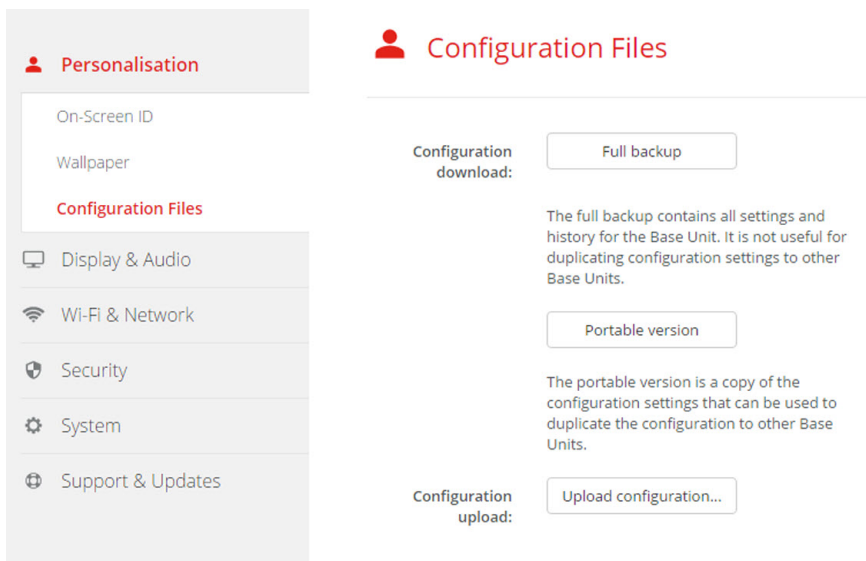 Personalisation
On-Screen ID
Wallpaper
Configuration Files
Display & Audio
Wi-Fi & Network
Security
System
Support & Updates
Configuration Files
Configuration
download:
Full backup
The full backup contains all settings and
history for the Base Unit. It is not useful for
duplicating configuration settings to other
Base Units.
Portable version
The portable version is a copy of the
configuration settings that can be used to
duplicate the configuration to other Base
Units.
Configuration
upload:
Upload configuration...